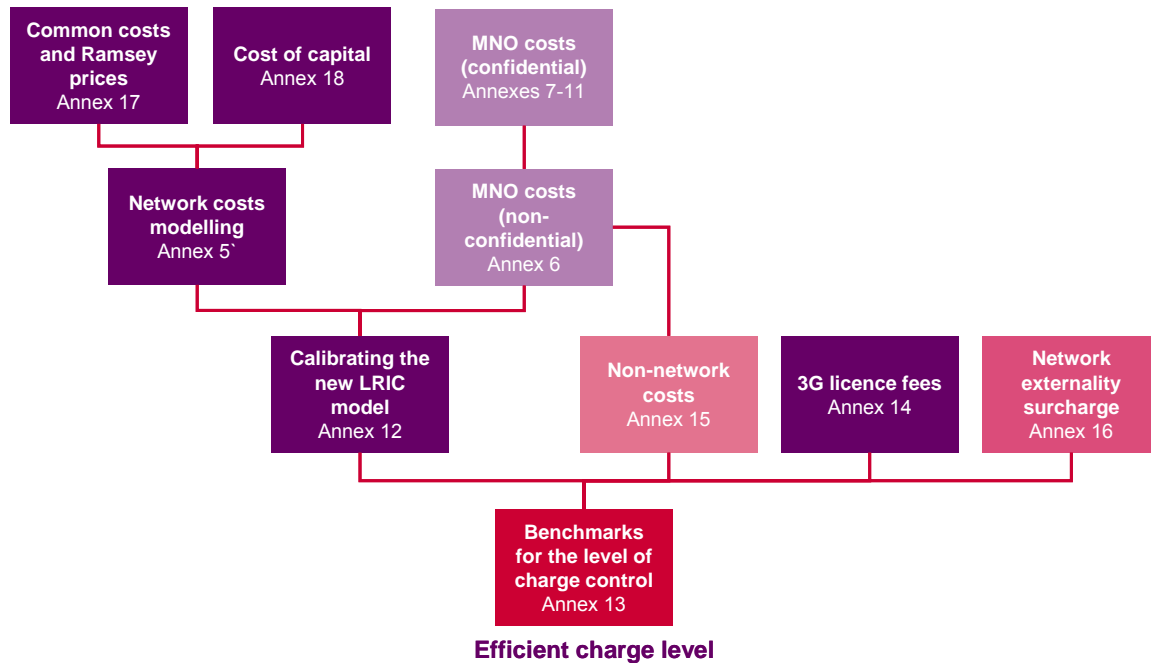 Common costs
and Ramsey
prices
Annex 17
Cost of capital
Annex 18
MNO costs
(confidential)
Annexes 7-11
Network costs
modelling
Annex 5`
MNO costs
(non-
confidential)
Annex 6
Calibrating the
new LRIC
model
Annex 12
Non-network
costs
Annex 15
3G licence fees
Annex 14
Network
externality
surcharge
Annex 16
Benchmarks
for the level of
charge control
Annex 13
Efficient charge level